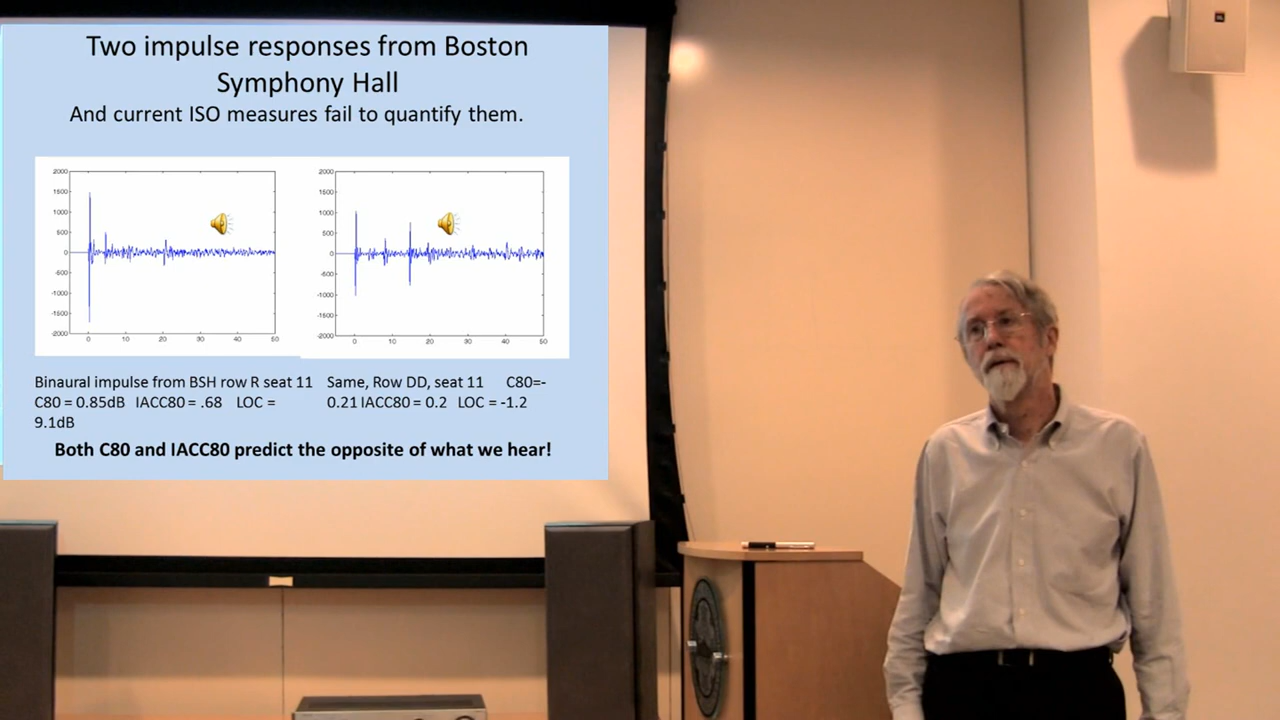 Two impulse responses from Boston
Symphony Hall
And current ISO measures fail to quantify them.
2000
1500
1000
500
0
-500
-1000
-1500
-2000
0 10 20 30 40 50
2000
1500
1000
500
0
-500
-1000
-1500
-2000
0 10 20 30 40 50
Binaural impulse from BSH row R seat 11
C80 = 0.85dB IACC80 = .68 LOC =
9.1dB
Same, Row DD, seat 11 C80=-
0.21 IACC80 = 0.2 LOC = -1.2
Both C80 and IACC80 predict the opposite of what we hear!